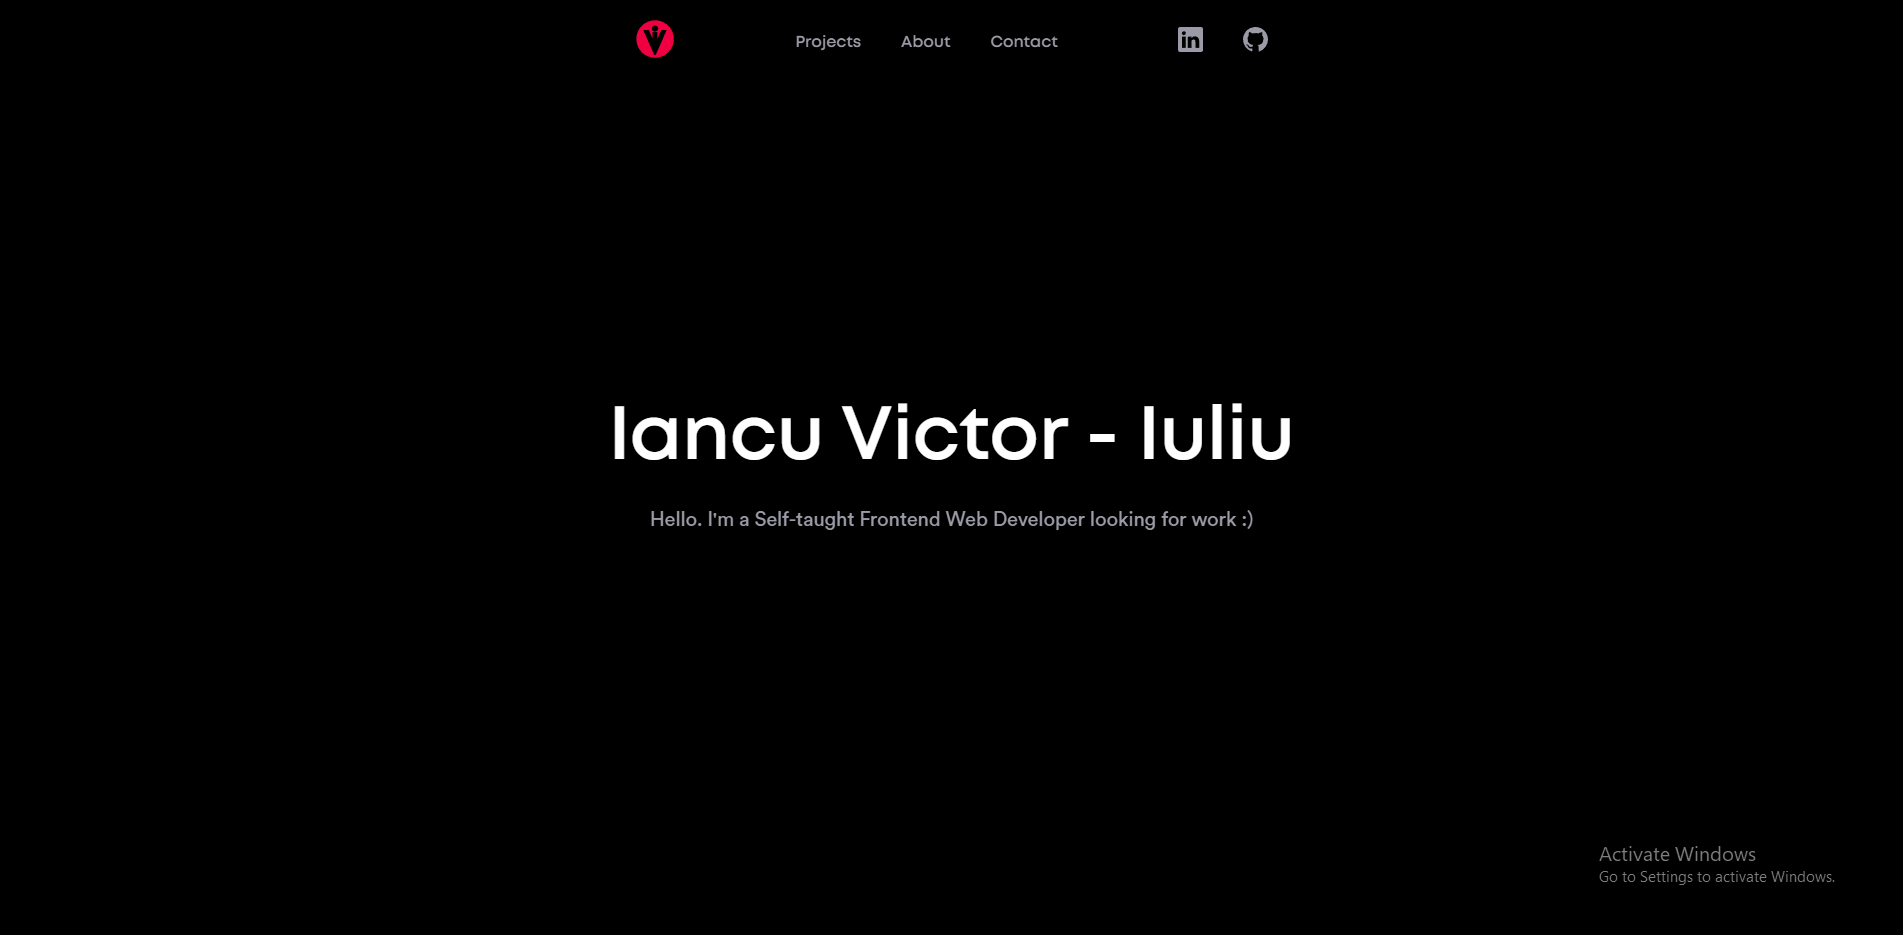 Projects About Contact
Iancu Victor - Iuliu
Hello. I'm a Self-taught Frontend Web Developer looking for work :)
Activate Windows
Go to Settings to activate Windows.